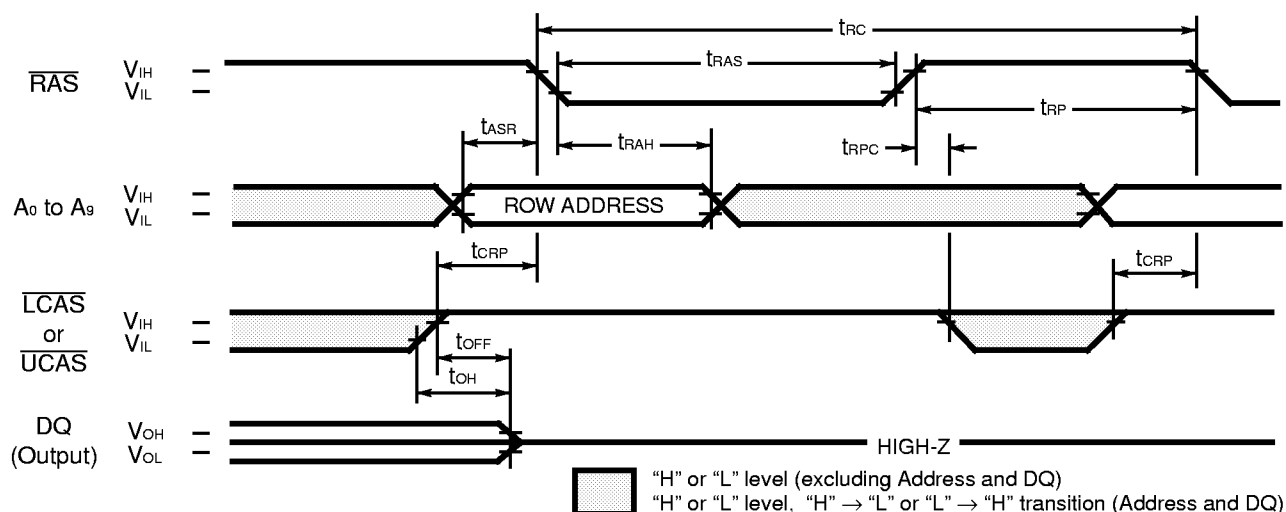 tRC
RAS
VIH
VIL
tRAS
tRP
tASR
tRAH
tRPC
A0 to A9
VIH
VIL
ROW ADDRESS
tCRP
tCRP
LCAS
or
UCAS
VIH
VIL
tOFF
tOH
DQ
(Output)
VOH
VOL
HIGH-Z
“H” or “L” level (excluding Address and DQ)
“H” or “L” level, “H” → “L” or “L” → “H” transition (Address and DQ)